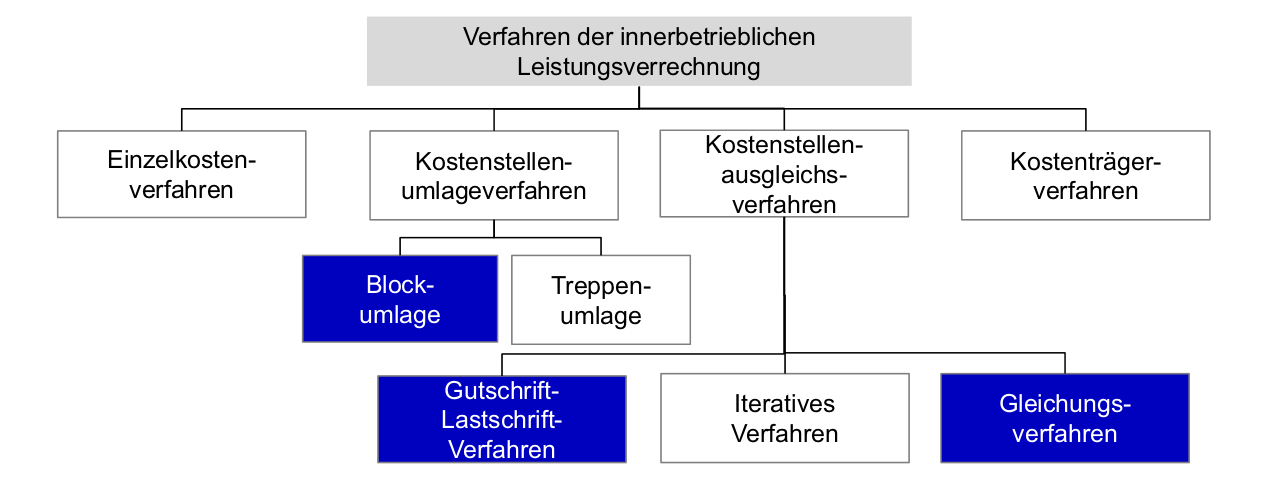 Verfahren der innerbetrieblichen
Leistungsverrechnung
Einzelkosten-
verfahren
Kostenstellen-
umlageverfahren
Kostenstellen-
ausgleichs-
verfahren
Kostenträger-
verfahren
Block-
umlage
Treppen-
umlage
Gutschrift-
Lastschrift-
Verfahren
Iteratives
Verfahren
Gleichungs-
verfahren